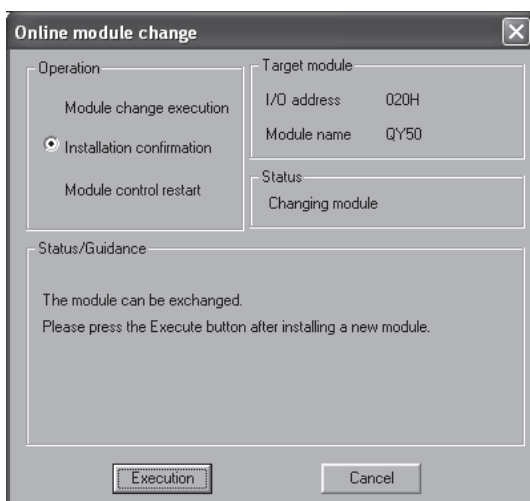 Online module change
Operation
Module change execution
Installation confirmation
Module control restart
Target module
I/O address 020H
Module name QY50
Status
Changing module
Status/Guidance
The module can be exchanged.
Please press the Execute button after installing a new module.
Execution
Cancel